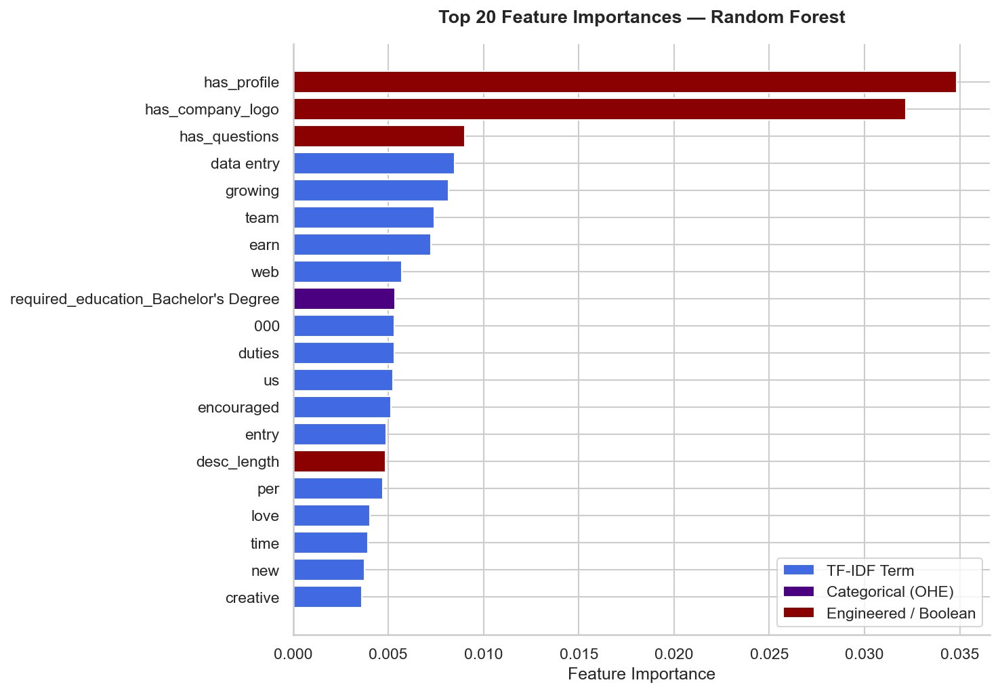 Top 20 Feature Importances — Random Forest
has_profile
has_company_logo
has_questions
data entry
growing
team
earn
web
required_education_Bachelor's Degree
000
duties
us
encouraged
entry
desc_length
per
love
time
new
creative
TF-IDF Term
Categorical (OHE)
Engineered / Boolean
0.000 0.005 0.010 0.015 0.020 0.025 0.030 0.035
Feature Importance